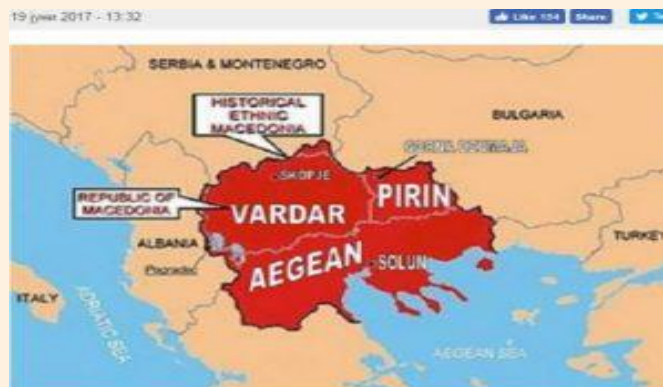 19 јули 2017 - 13:32
Like 154
Share
SERBIA & MONTENEGRO
HISTORICAL
ETHNIC
MACEDONIA
BULGARIA
-SKOPJE
REPUBLIC OF
MACEDONIA
VARDAR
PIRIN
ALBANIA
AEGEAN
-SOLUN
TURKEY
ITALY
ADRIATIC SEA
AEGEAN SEA